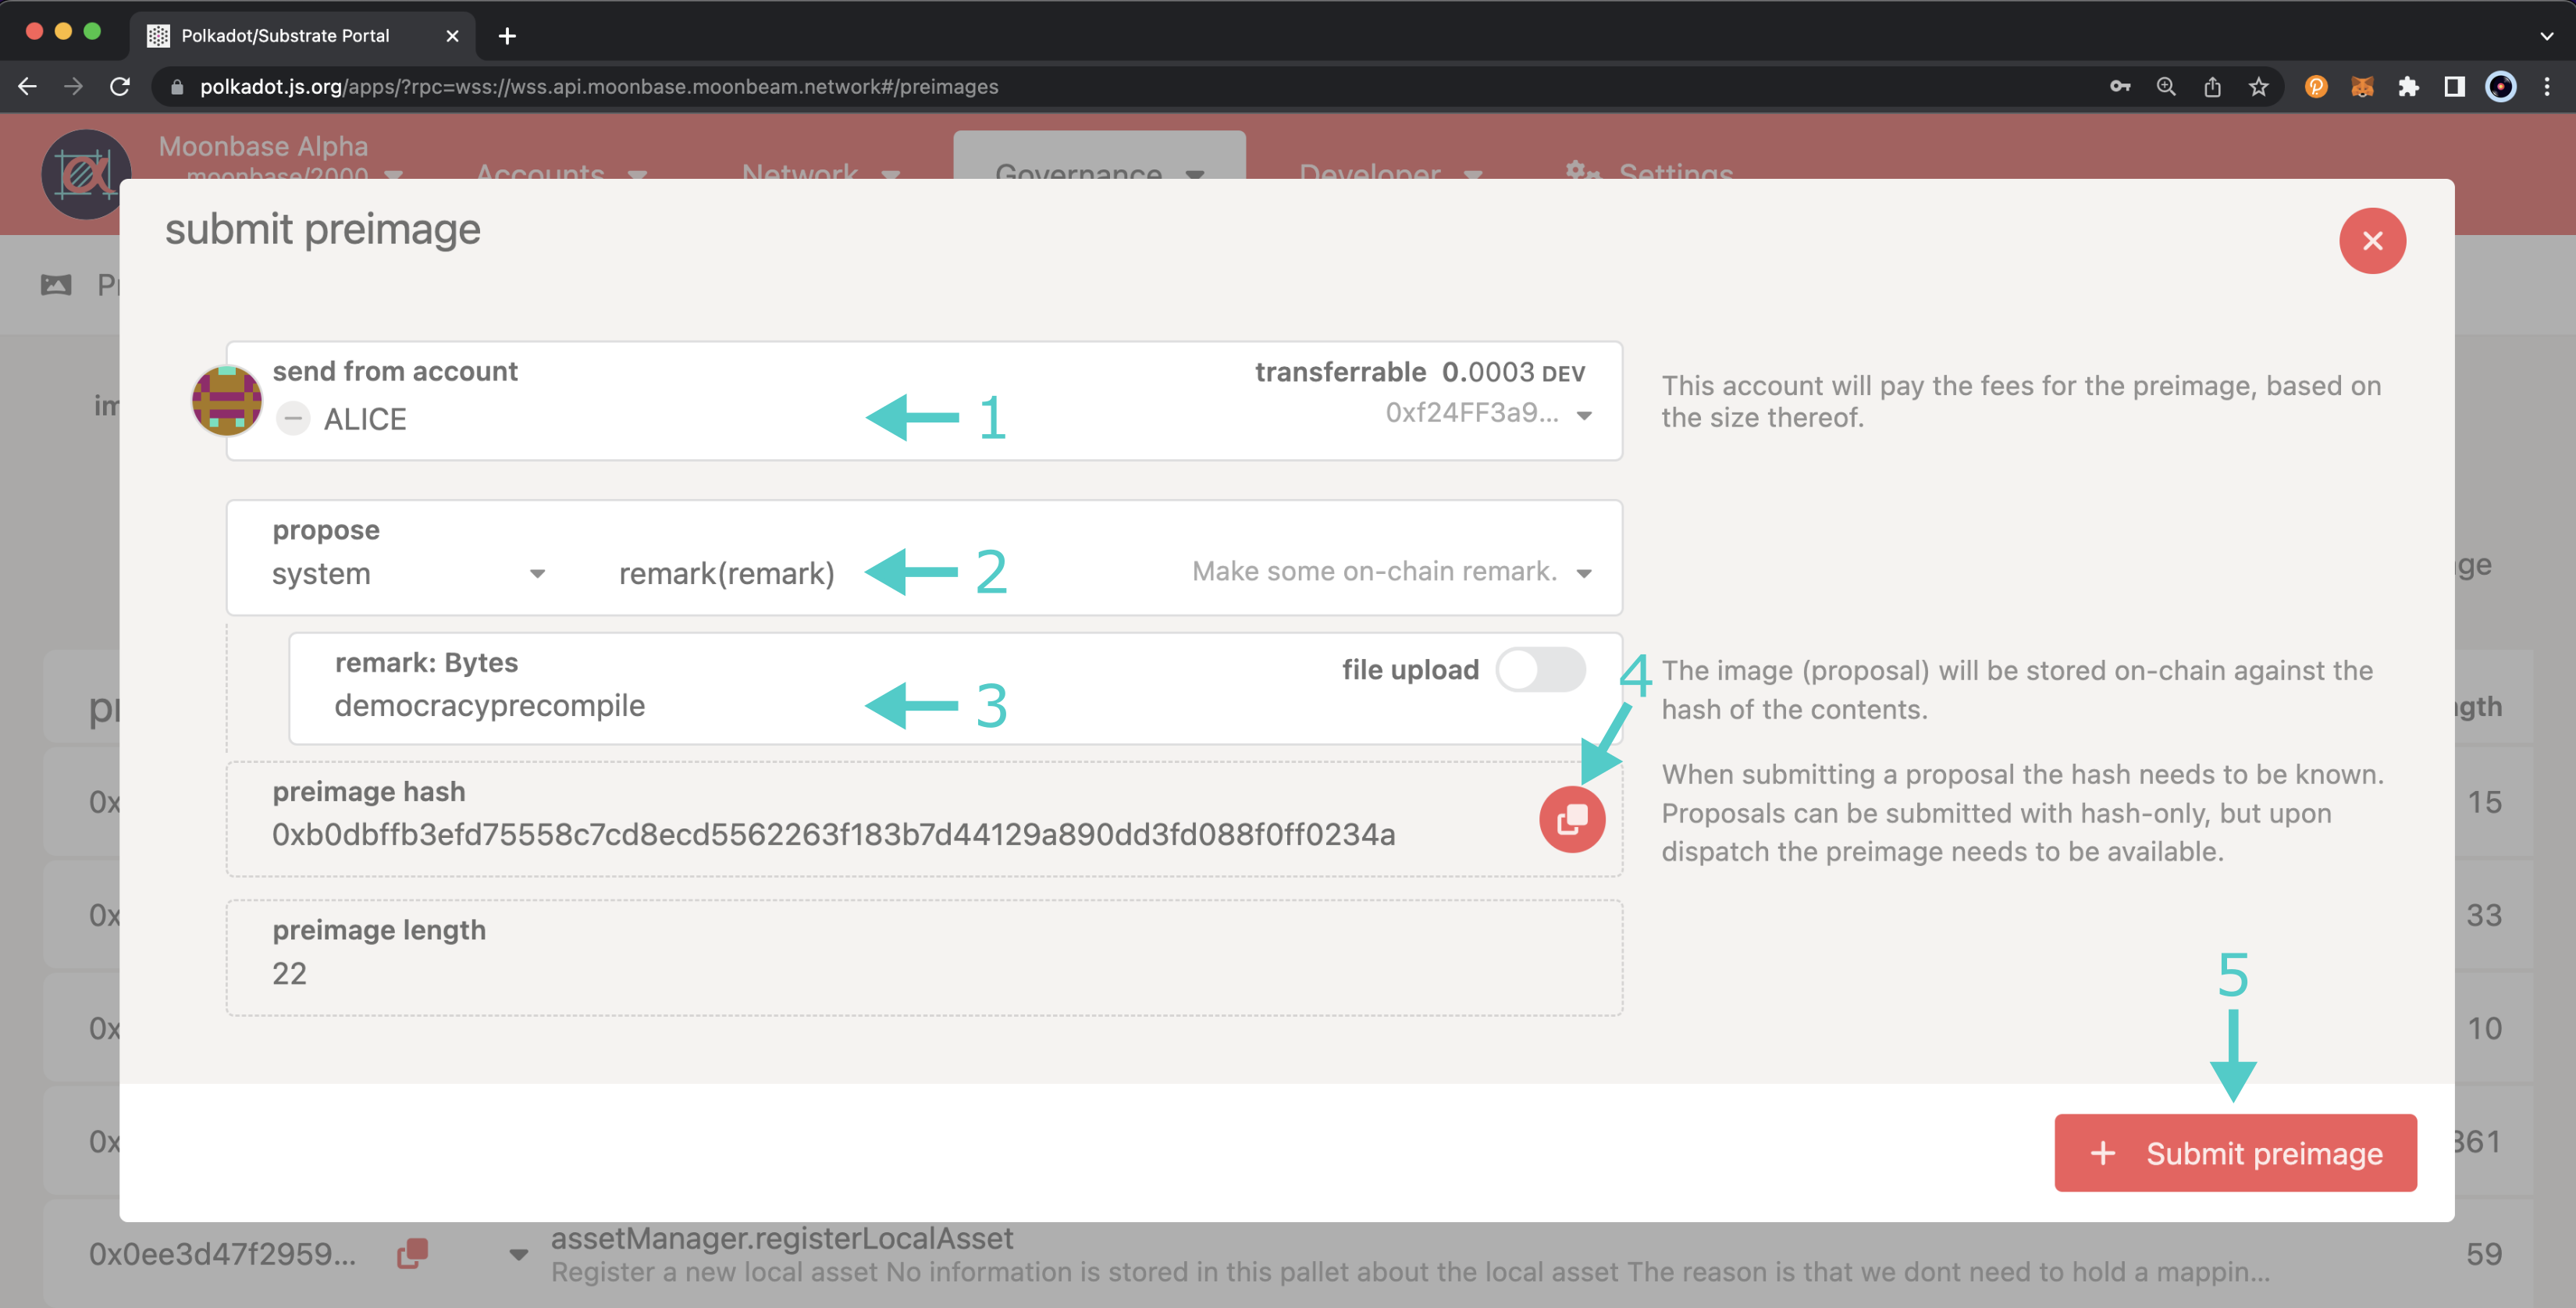 Polkadot/Substrate Portal
polkadot.js.org/apps/?rpc=wss://wss.api.moonbase.moonbeam.network#/preimages
Moonbase Alpha
moonbase/2000
Accounts
Network
Governance
Developer
Settings
submit preimage
send from account
transferrable 0.0003 DEV
ALICE
1
0xf24FF3a9...
This account will pay the fees for the preimage, based on
the size thereof.
propose
system
remark(remark)
2
Make some on-chain remark.
remark: Bytes
democracyprecompile
3
file upload
4
The image (proposal) will be stored on-chain against the
hash of the contents.
preimage hash
0xb0dbffb3efd75558c7cd8ecd5562263f183b7d44129a890dd3fd088f0ff0234a
When submitting a proposal the hash needs to be known.
Proposals can be submitted with hash-only, but upon
dispatch the preimage needs to be available.
15
preimage length
22
33
5
10
Submit preimage
0x0ee3d47f2959...
assetManager.registerLocalAsset
Register a new local asset No information is stored in this pallet about the local asset The reason is that we dont need to hold a mappin...
59